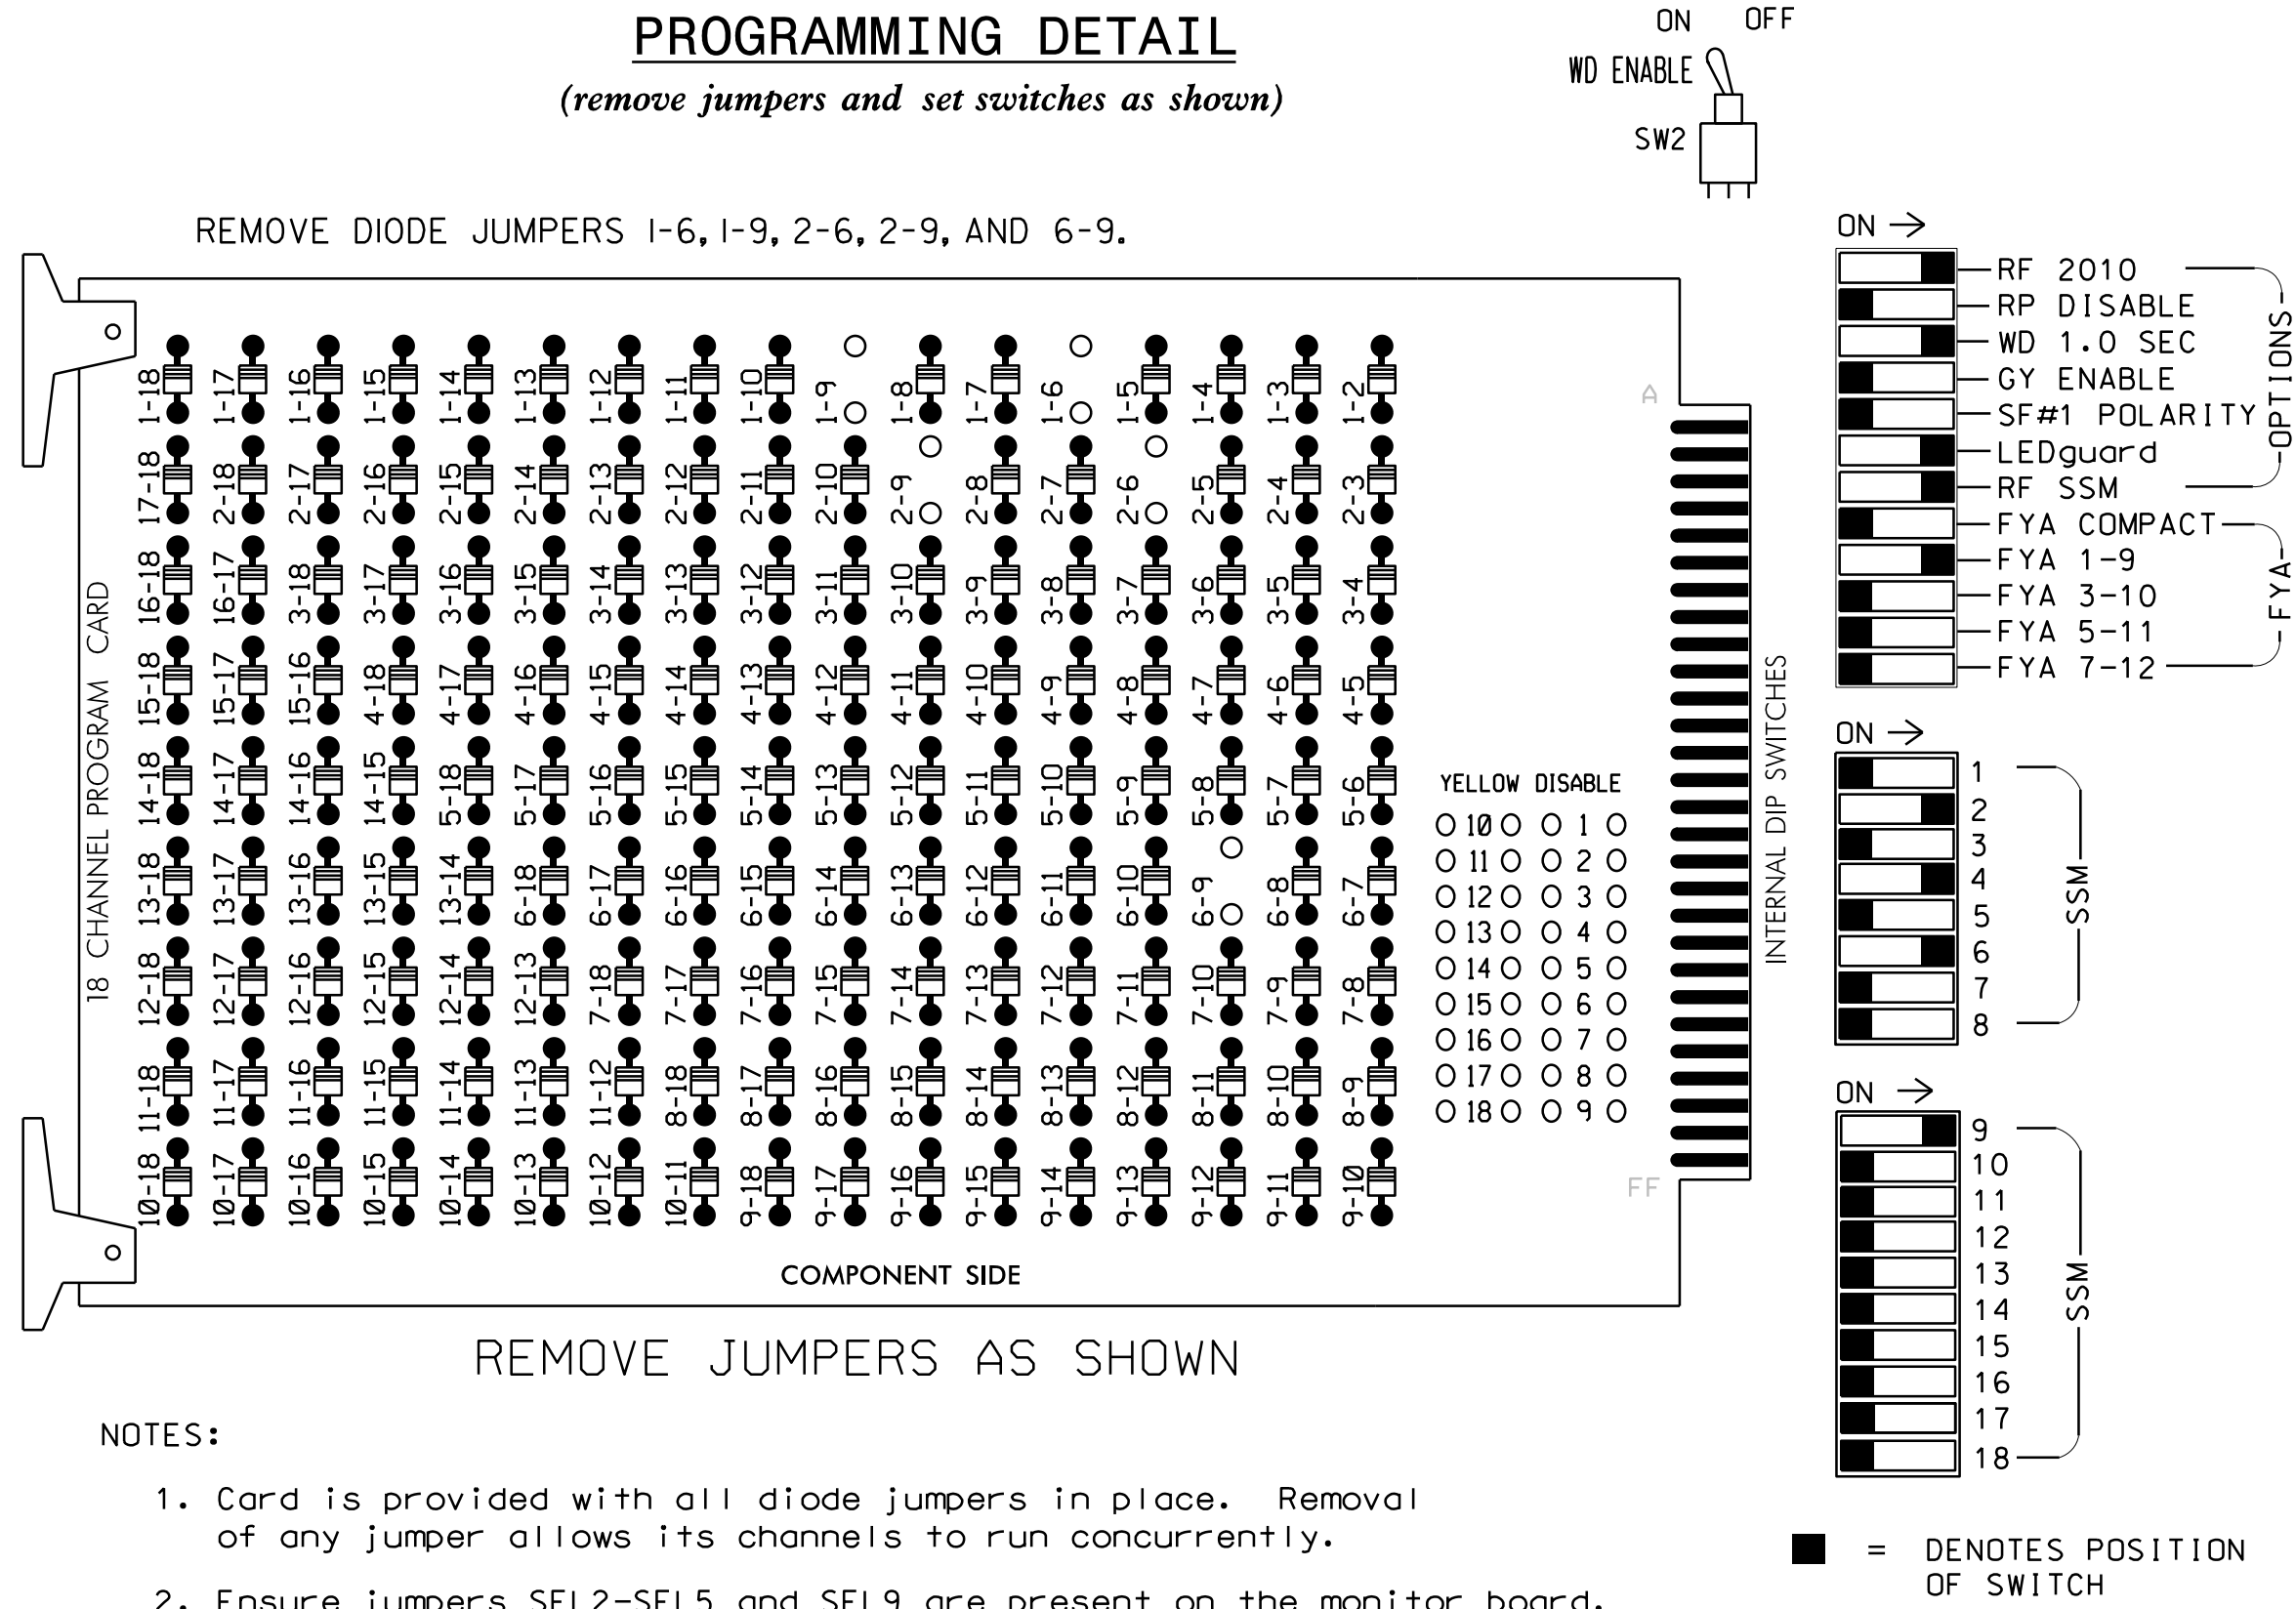 PROGRAMMING DETAIL
(remove jumpers and set switches as shown)
ON OFF
WD ENABLE
SW2
REMOVE DIODE JUMPERS 1-6, 1-9, 2-6, 2-9, AND 6-9.
18 CHANNEL PROGRAM CARD
1-18 1-17 1-16 1-15 1-14 1-13 1-12 1-11 1-10 1-9 1-8 1-7 1-6 1-5 1-4 1-3 1-2
17-18 2-18 2-17 2-16 2-15 2-14 2-13 2-12 2-11 2-10 2-9 2-8 2-7 2-6 2-5 2-4 2-3
16-18 16-17 3-18 3-17 3-16 3-15 3-14 3-13 3-12 3-11 3-10 3-9 3-8 3-7 3-6 3-5 3-4
15-18 15-17 15-16 4-18 4-17 4-16 4-15 4-14 4-13 4-12 4-11 4-10 4-9 4-8 4-7 4-6 4-5
14-18 14-17 14-16 14-15 5-18 5-17 5-16 5-15 5-14 5-13 5-12 5-11 5-10 5-9 5-8 5-7 5-6
13-18 13-17 13-16 13-15 13-14 6-18 6-17 6-16 6-15 6-14 6-13 6-12 6-11 6-10 6-9 6-8 6-7
12-18 12-17 12-16 12-15 12-14 12-13 7-18 7-17 7-16 7-15 7-14 7-13 7-12 7-11 7-10 7-9 7-8
11-18 11-17 11-16 11-15 11-14 11-13 11-12 8-18 8-17 8-16 8-15 8-14 8-13 8-12 8-11 8-10 8-9
10-18 10-17 10-16 10-15 10-14 10-13 10-12 10-11 9-18 9-17 9-16 9-15 9-14 9-13 9-12 9-11 9-10
A
YELLOW DISABLE
10 1
11 2
12 3
13 4
14 5
15 6
16 7
17 8
18 9
FF
COMPONENT SIDE
INTERNAL DIP SWITCHES
ON
RF 2010
RP DISABLE
WD 1.0 SEC
GY ENABLE
SF#1 POLARITY
LEDguard
RF SSM
OPTIONS
FYA COMPACT
FYA 1-9
FYA 3-10
FYA 5-11
FYA 7-12
FYA
ON
1
2
3
4
5
6
7
8
SSM
ON
9
10
11
12
13
14
15
16
17
18
SSM
REMOVE JUMPERS AS SHOWN
NOTES:
1. Card is provided with all diode jumpers in place. Removal
of any jumper allows its channels to run concurrently.
2. Ensure jumpers SEL2-SEL5 and SEL9 are present on the monitor board.
= DENOTES POSITION
OF SWITCH